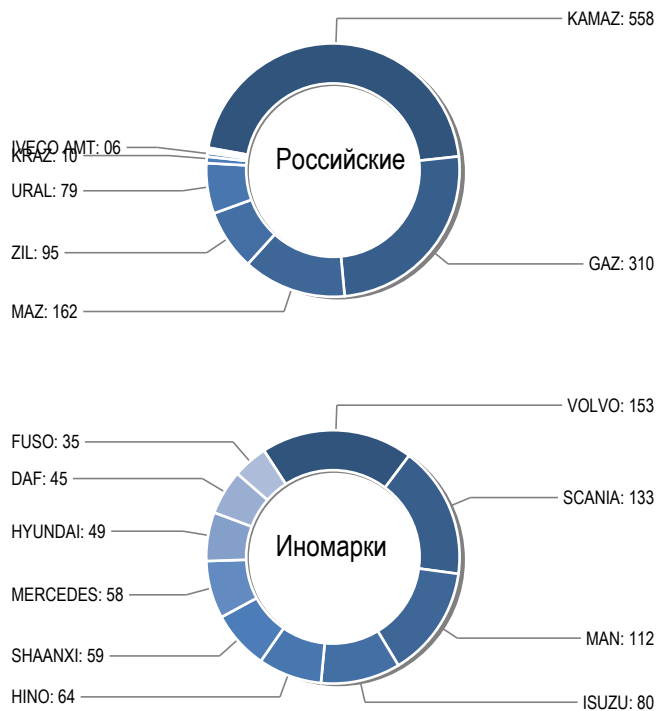 KAMAZ: 558
IVECO AMT: 06
KRAZ: 10
Российские
URAL: 79
ZIL: 95
GAZ: 310
MAZ: 162
VOLVO: 153
FUSO: 35
DAF: 45
SCANIA: 133
HYUNDAI: 49
Иномарки
MERCEDES: 58
MAN: 112
SHAANXI: 59
HINO: 64
ISUZU: 80